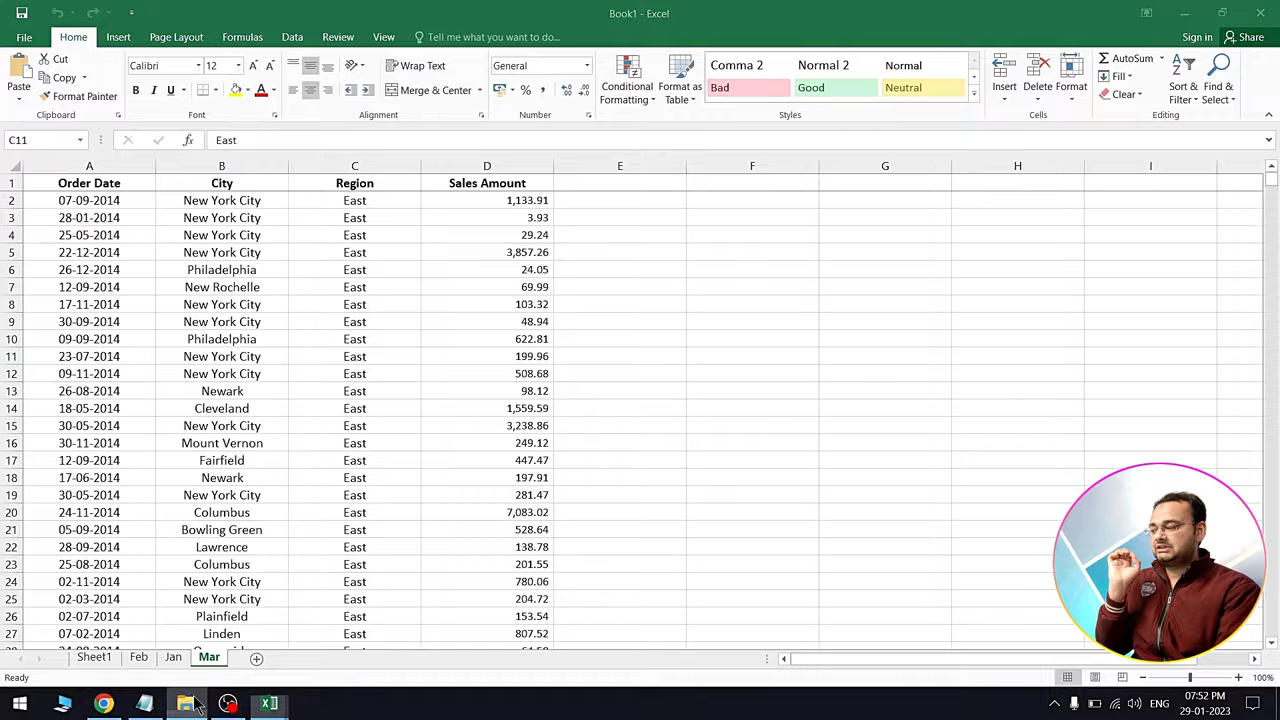 Book1 - Excel
File Home Insert Page Layout Formulas Data Review View Tell me what you want to do... Sign in Share
Paste Cut Copy Format Painter Clipboard
Calibri 12 B I U A Font
Wrap Text Merge & Center Alignment
General % , Number
Conditional Formatting Format as Table
Comma 2 Normal 2 Normal
Bad Good Neutral
Styles
Insert Delete Format Cells
AutoSum Fill Clear Sort & Filter Find & Select Editing
C11 fx East
A B C D E F G H I
1 Order Date City Region Sales Amount
2 07-09-2014 New York City East 1,133.91
3 28-01-2014 New York City East 3.93
4 25-05-2014 New York City East 29.24
5 22-12-2014 New York City East 3,857.26
6 26-12-2014 Philadelphia East 24.05
7 12-09-2014 New Rochelle East 69.99
8 17-11-2014 New York City East 103.32
9 30-09-2014 New York City East 48.94
10 09-09-2014 Philadelphia East 622.81
11 23-07-2014 New York City East 199.96
12 09-11-2014 New York City East 508.68
13 26-08-2014 Newark East 98.12
14 18-05-2014 Cleveland East 1,559.59
15 30-05-2014 New York City East 3,238.86
16 30-11-2014 Mount Vernon East 249.12
17 12-09-2014 Fairfield East 447.47
18 17-06-2014 Newark East 197.91
19 30-05-2014 New York City East 281.47
20 24-11-2014 Columbus East 7,083.02
21 05-09-2014 Bowling Green East 528.64
22 28-09-2014 Lawrence East 138.78
23 25-08-2014 Columbus East 201.55
24 02-11-2014 New York City East 780.06
25 02-03-2014 New York City East 204.72
26 02-07-2014 Plainfield East 153.54
27 07-02-2014 Linden East 807.52
Sheet1 Feb Jan Mar
Ready 100%
ENG 07:52 PM
29-01-2023